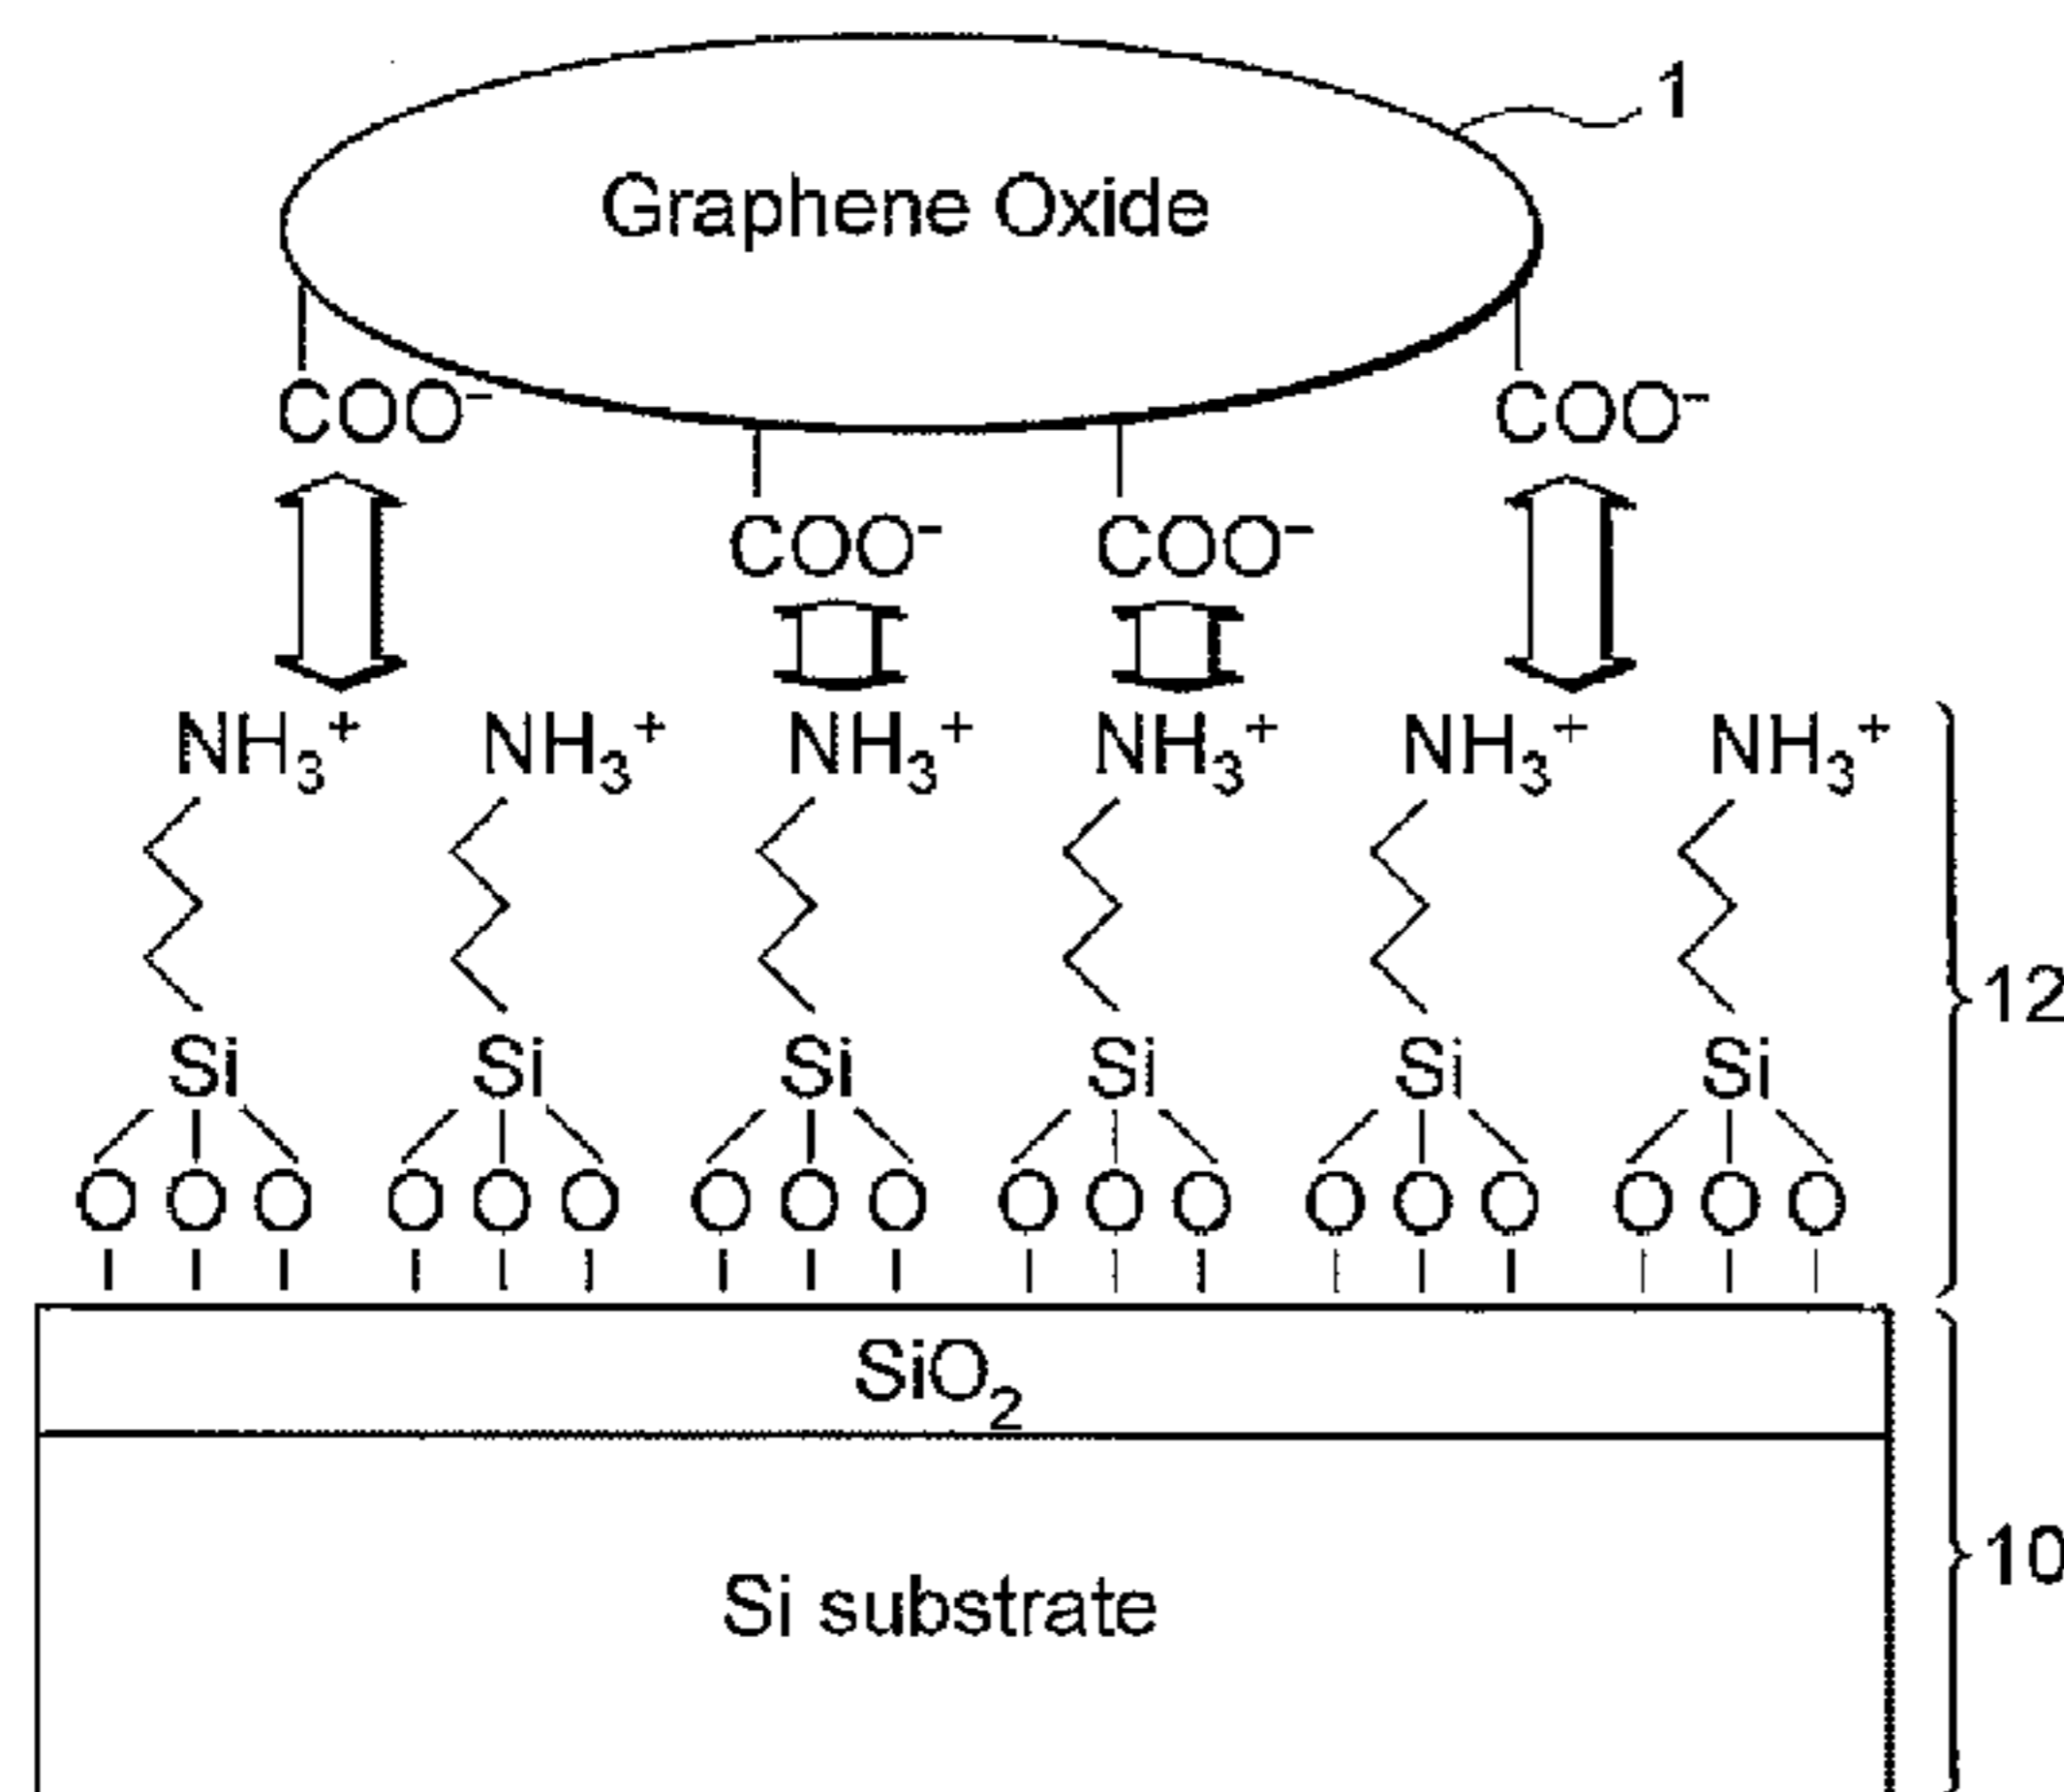 1
Graphene Oxide
COO⁻ COO⁻
COO⁻ COO⁻
NH₃⁺ NH₃⁺ NH₃⁺ NH₃⁺ NH₃⁺ NH₃⁺
12
Si Si Si Si Si Si
O O O O O O O O O O O O O O O O O O
SiO₂
10
Si substrate